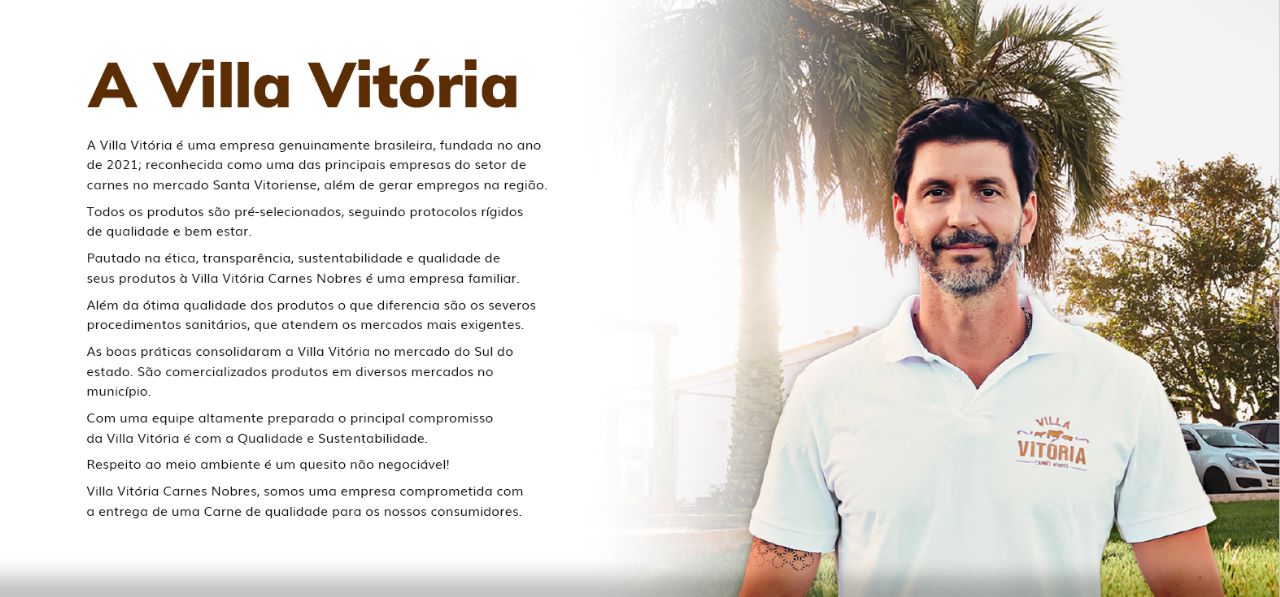 A Villa Vitória
A Villa Vitória é uma empresa genuinamente brasileira, fundada no ano
de 2021; reconhecida como uma das principais empresas do setor de
carnes no mercado Santa Vitoriense, além de gerar empregos na região.
Todos os produtos são pré-selecionados, seguindo protocolos rígidos
de qualidade e bem estar.
Pautado na ética, transparência, sustentabilidade e qualidade de
seus produtos à Villa Vitória Carnes Nobres é uma empresa familiar.
Além da ótima qualidade dos produtos o que diferencia são os severos
procedimentos sanitários, que atendem os mercados mais exigentes.
As boas práticas consolidaram a Villa Vitória no mercado do Sul do
estado. São comercializados produtos em diversos mercados no
município.
Com uma equipe altamente preparada o principal compromisso
da Villa Vitória é com a Qualidade e Sustentabilidade.
Respeito ao meio ambiente é um quesito não negociável!
Villa Vitória Carnes Nobres, somos uma empresa comprometida com
a entrega de uma Carne de qualidade para os nossos consumidores.
VILLA
VITÓRIA
CARNES NOBRES